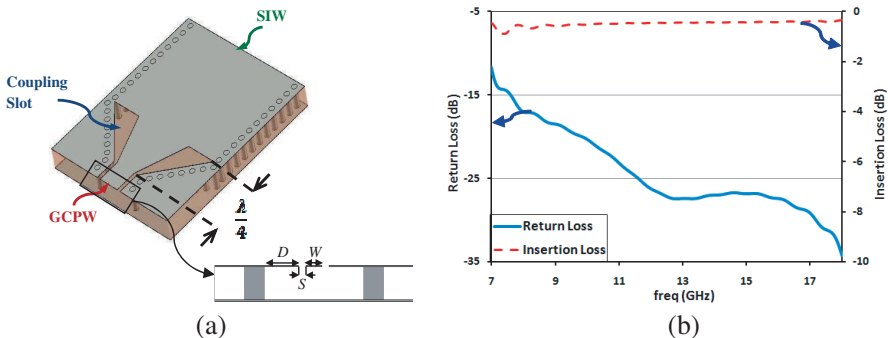 SIW
Coupling
Slot
GCPW
λ
4
D
W
S
(a)
-5
-15
-25
-35
Return Loss (dB)
0
-2
-4
-6
-8
-10
Insertion Loss (dB)
Return Loss
Insertion Loss
7
9
11
13
15
17
freq (GHz)
(b)